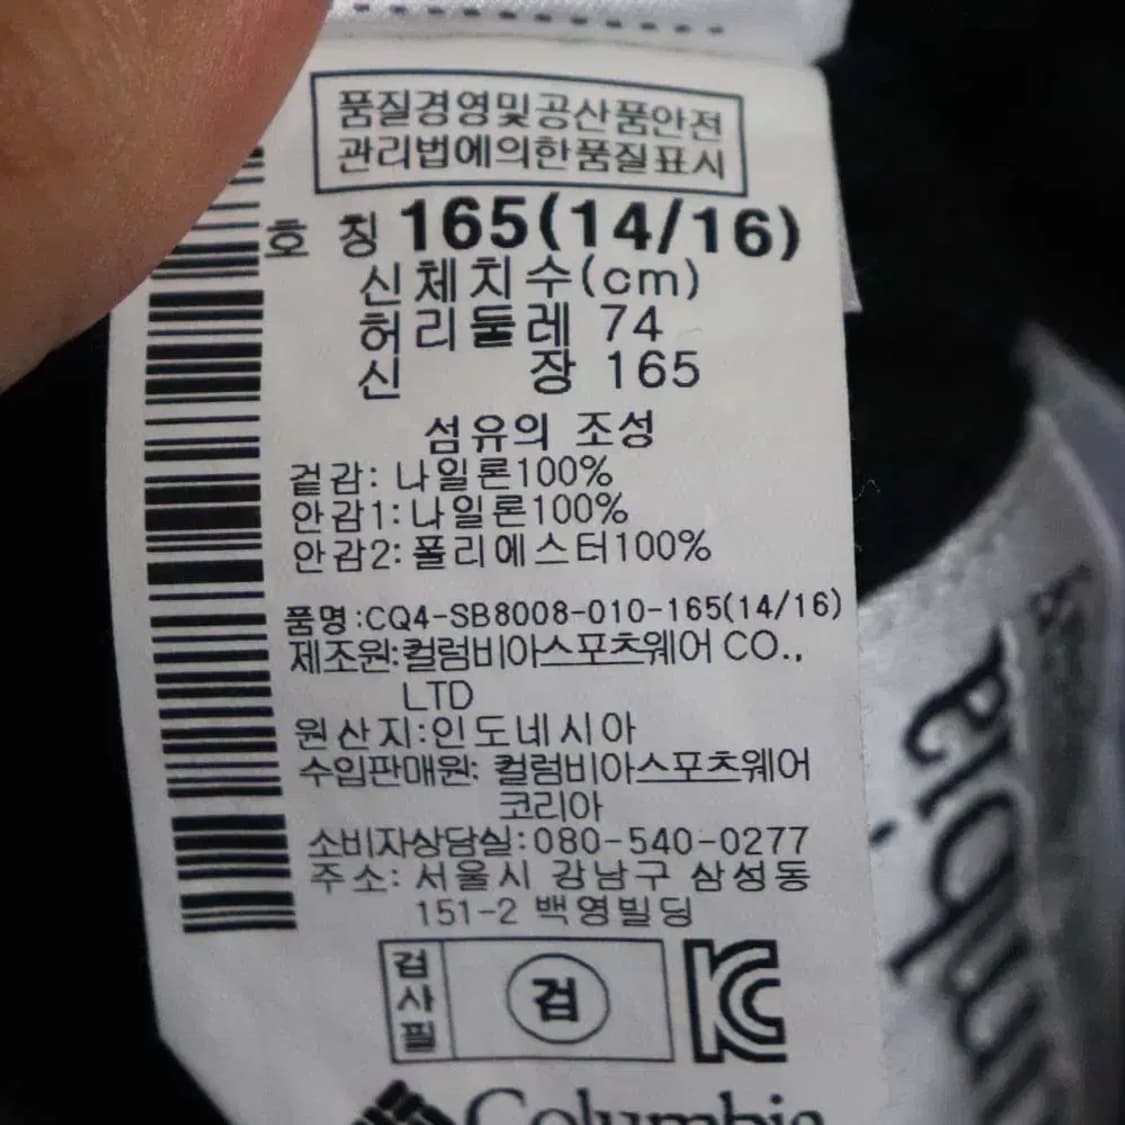 품질경영및공산품안전
관리법에의한품질표시
호 칭 165(14/16)
신체치수(cm)
허리둘레 74
신 장 165
섬유의 조성
겉감: 나일론100%
안감1:나일론100%
안감2: 폴리에스터100%
품명:CQ4-SB8008-010-165(14/16)
제조원:컬럼비아스포츠웨어 CO.,
LTD
원산지:인도네시아
수입판매원: 컬럼비아스포츠웨어
코리아
소비자상담실:080-540-0277
주소: 서울시 강남구 삼성동
151-2 백영빌딩
검사필
검
KC
Columbia